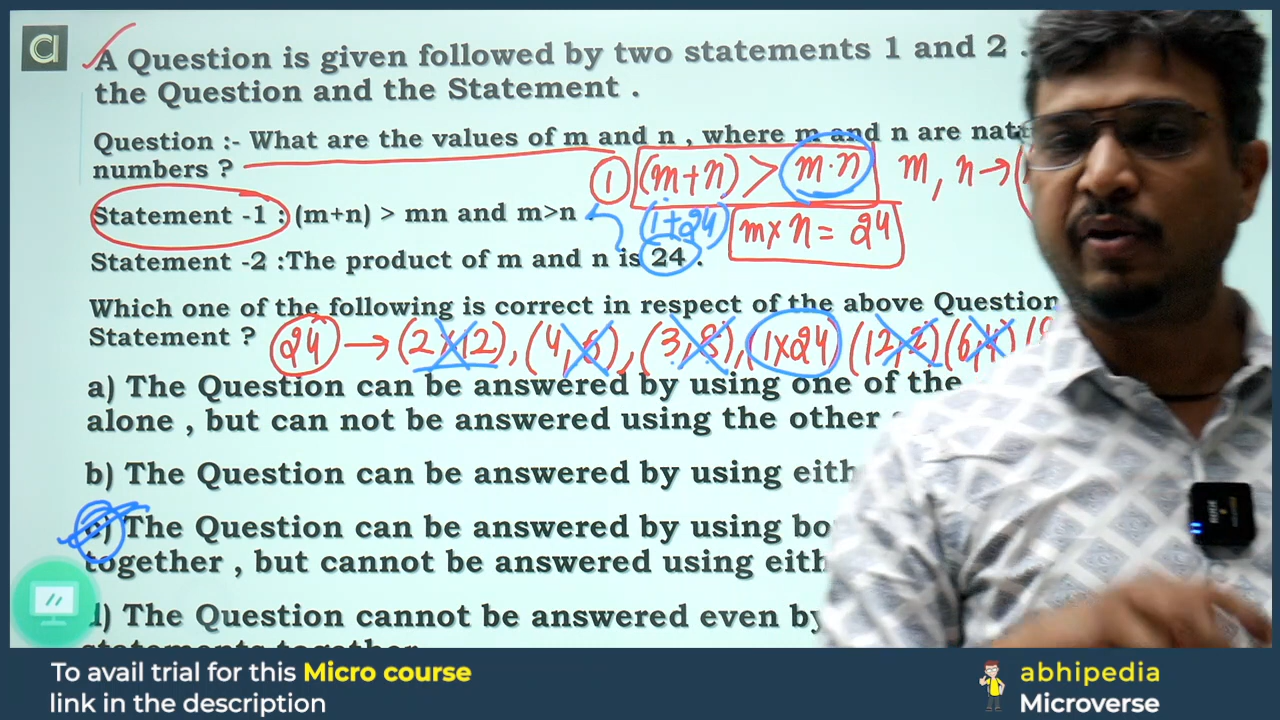 A Question is given followed by two statements 1 and 2 .
the Question and the Statement .
Question :- What are the values of m and n , where m and n are nat
numbers ?
① (m+n) > m·n m, n →
Statement -1 : (m+n) > mn and m>n
(1+24) m×n = 24
Statement -2 :The product of m and n is 24 .
Which one of the following is correct in respect of the above Question
Statement ? 24 → (2×12), (4, 6), (3, 8), (1×24) (12, 2) (6, 4)
a) The Question can be answered by using one of the
alone , but can not be answered using the other
b) The Question can be answered by using eith
c) The Question can be answered by using bo
together , but cannot be answered using eith
d) The Question cannot be answered even by
statements together
To avail trial for this Micro course
link in the description
abhipedia
Microverse